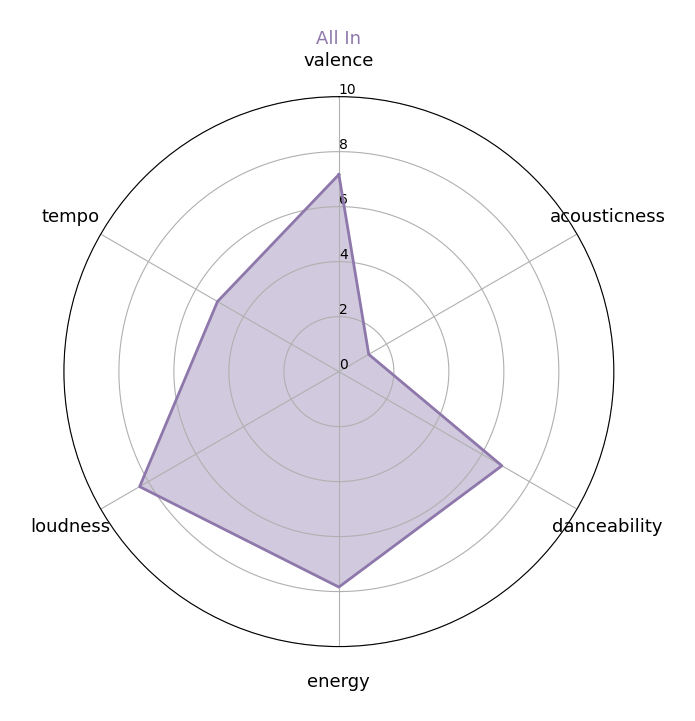 All In
valence
10
8
6
4
2
0
tempo
acousticness
loudness
danceability
energy